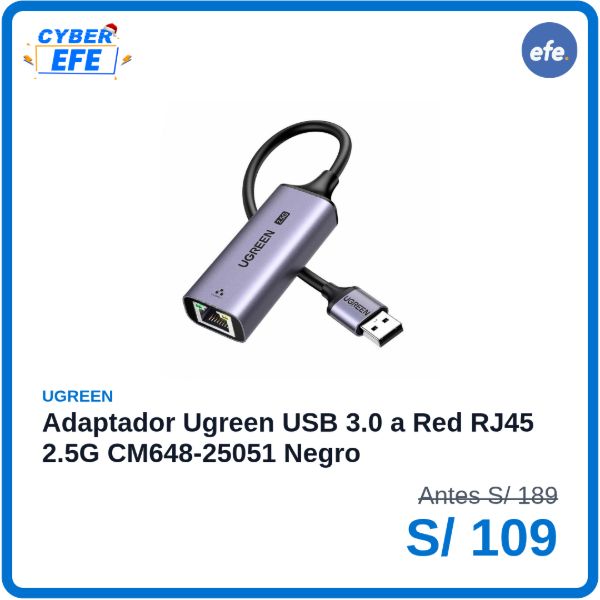 CYBER
EFE
efe.
UGREEN
2.5G
UGREEN
UGREEN
Adaptador Ugreen USB 3.0 a Red RJ45
2.5G CM648-25051 Negro
Antes S/ 189
S/ 109